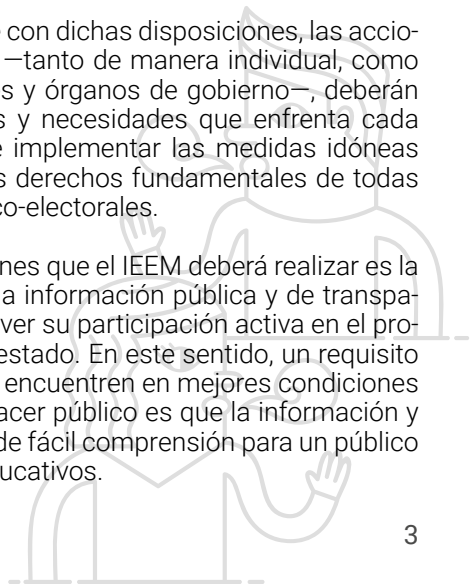 con dichas disposiciones, las accio-
—tanto de manera individual, como
s y órganos de gobierno—, deberán
s y necesidades que enfrenta cada
e implementar las medidas idóneas
s derechos fundamentales de todas
co-electorales.
nes que el IEEM deberá realizar es la
a información pública y de transpa-
ver su participación activa en el pro-
estado. En este sentido, un requisito
encuentren en mejores condiciones
acer público es que la información y
de fácil comprensión para un público
ducativos.
3